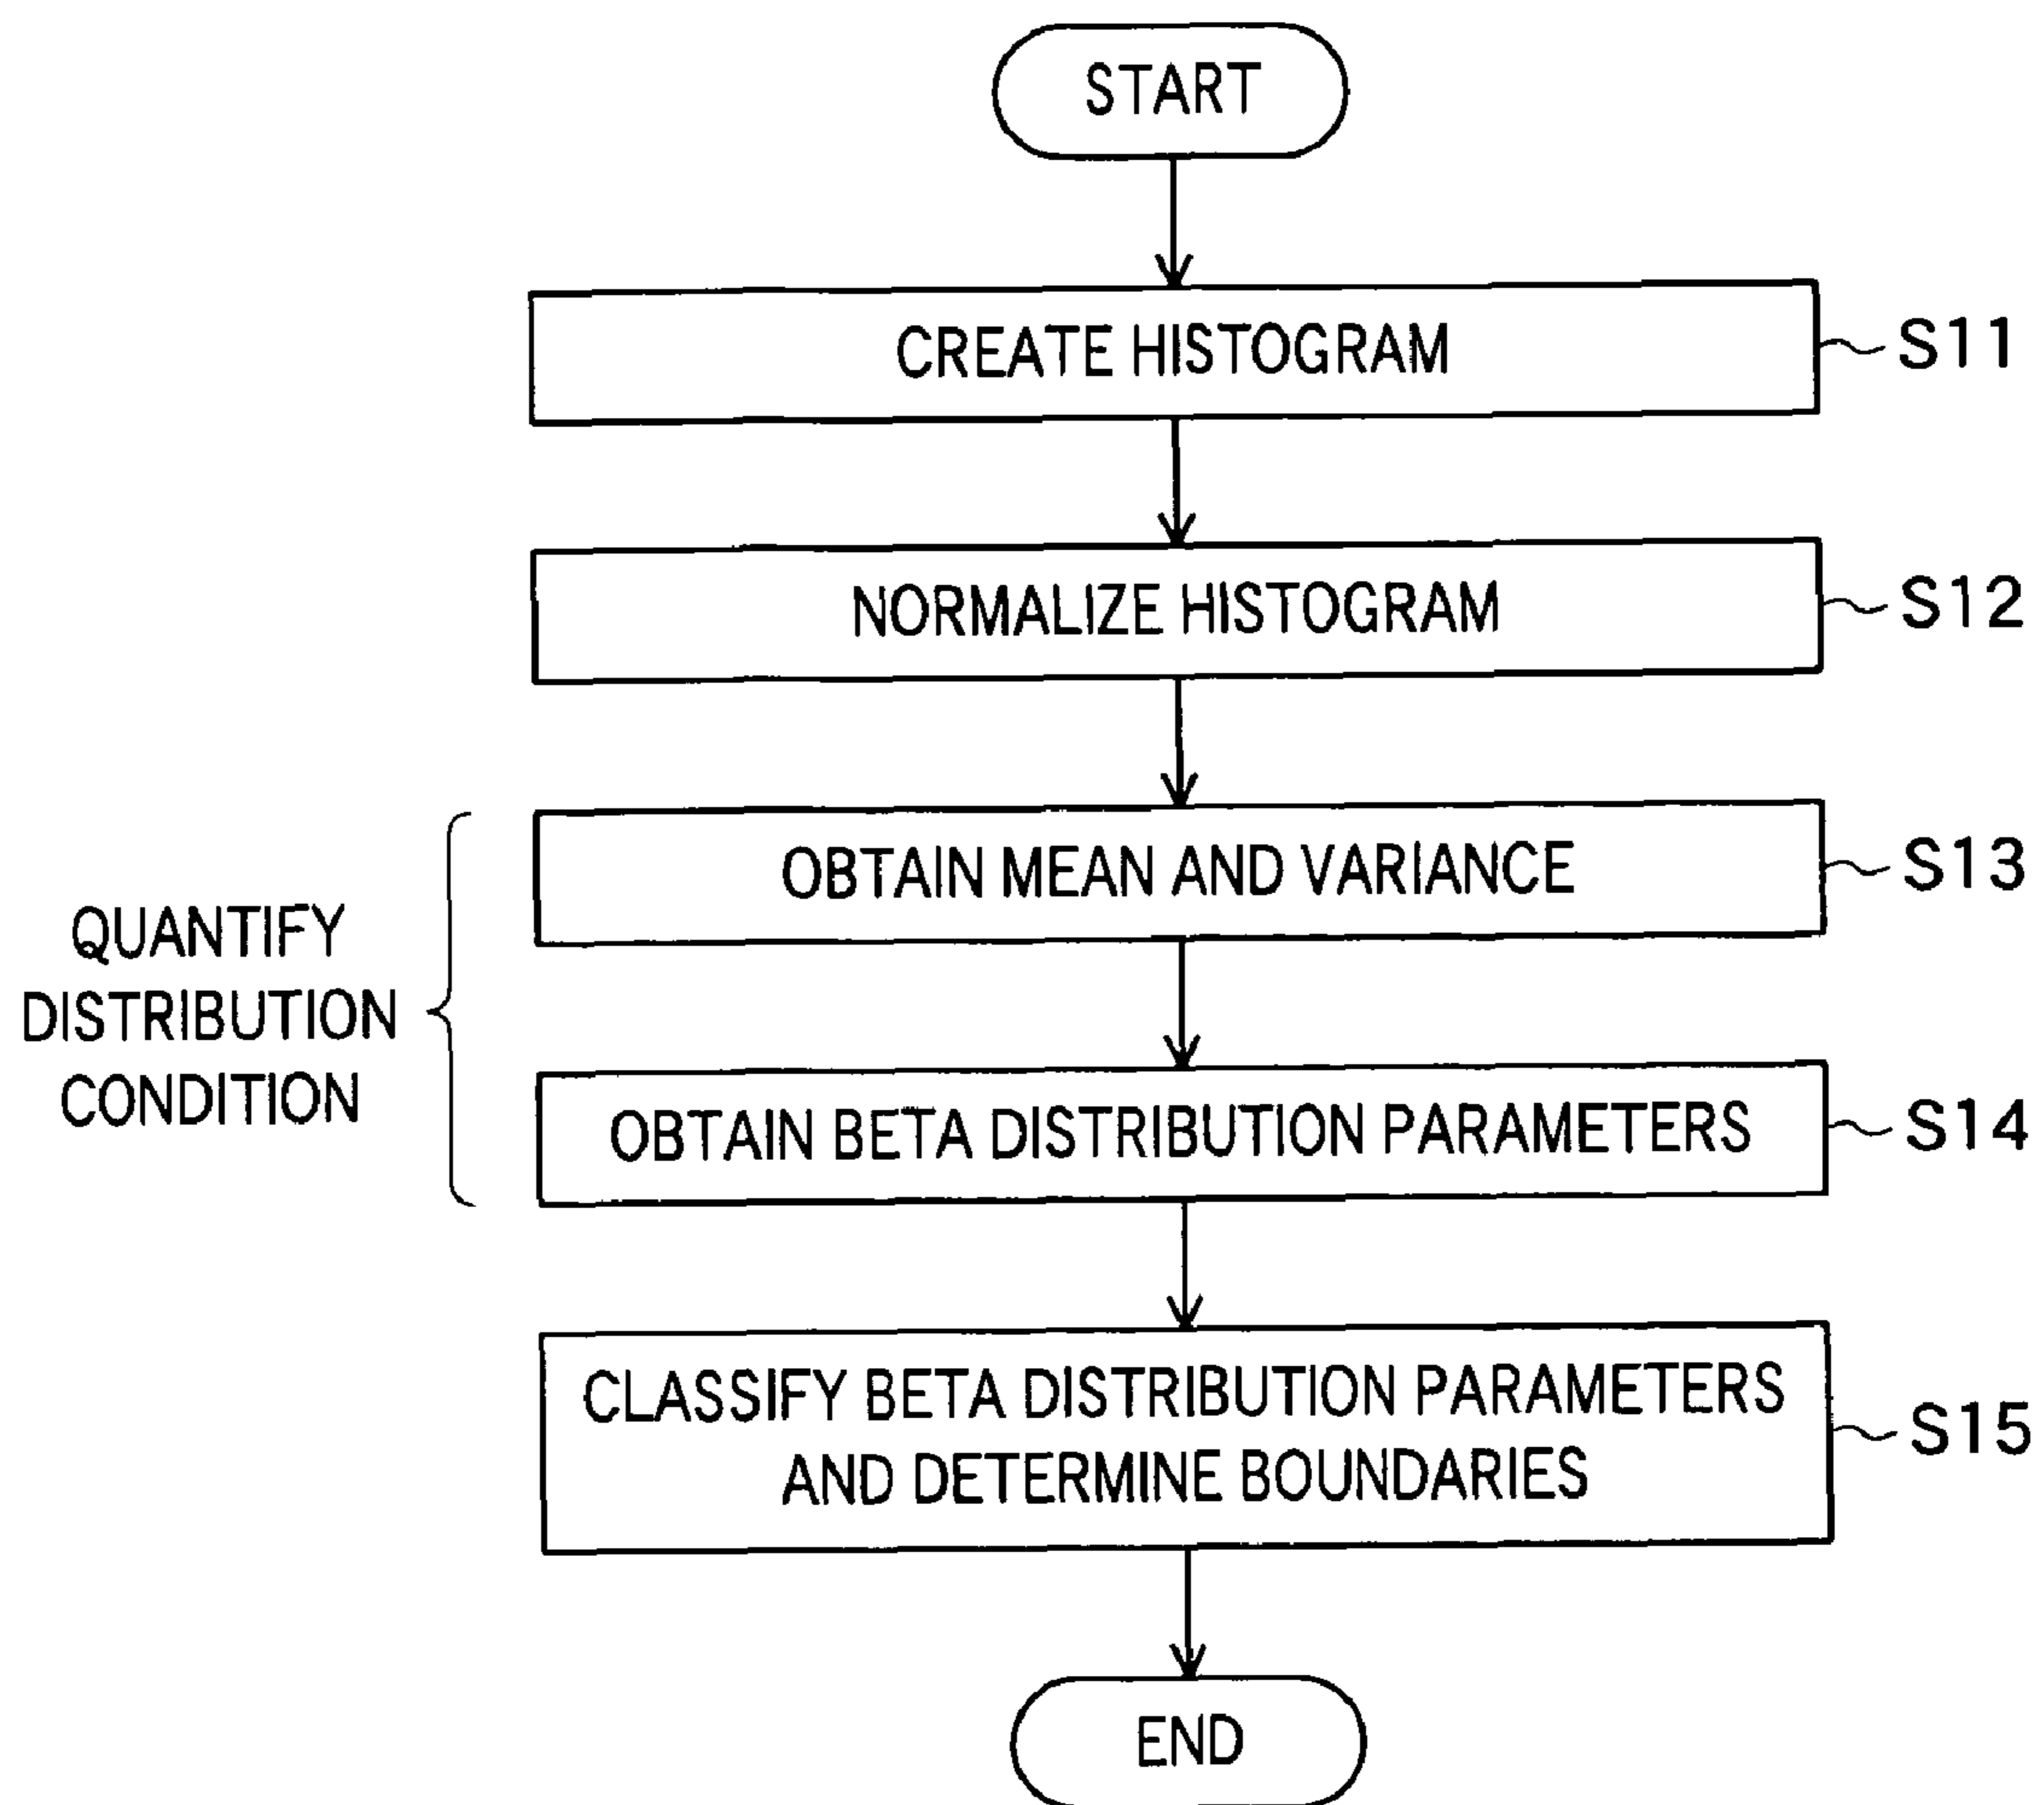 START
CREATE HISTOGRAM
S11
NORMALIZE HISTOGRAM
S12
QUANTIFY
DISTRIBUTION
CONDITION
OBTAIN MEAN AND VARIANCE
S13
OBTAIN BETA DISTRIBUTION PARAMETERS
S14
CLASSIFY BETA DISTRIBUTION PARAMETERS
AND DETERMINE BOUNDARIES
S15
END